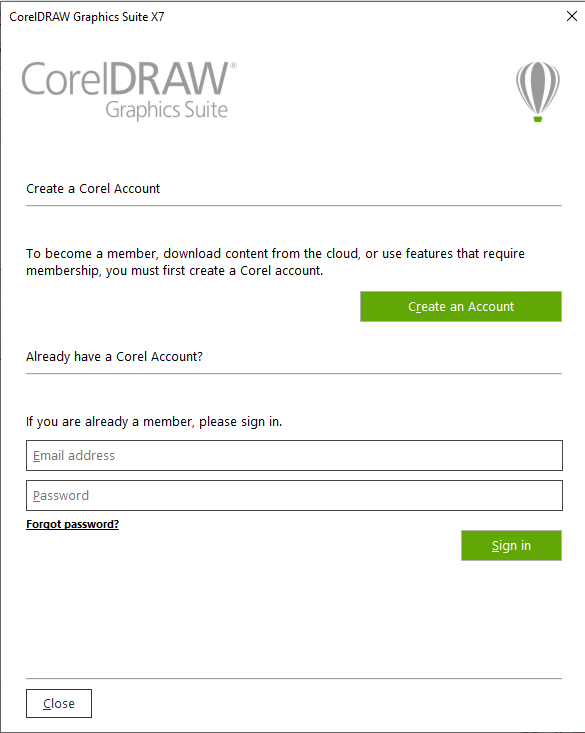 CorelDRAW Graphics Suite X7
CorelDRAW®
Graphics Suite
Create a Corel Account
To become a member, download content from the cloud, or use features that require
membership, you must first create a Corel account.
Create an Account
Already have a Corel Account?
If you are already a member, please sign in.
Email address
Password
Forgot password?
Sign in
Close